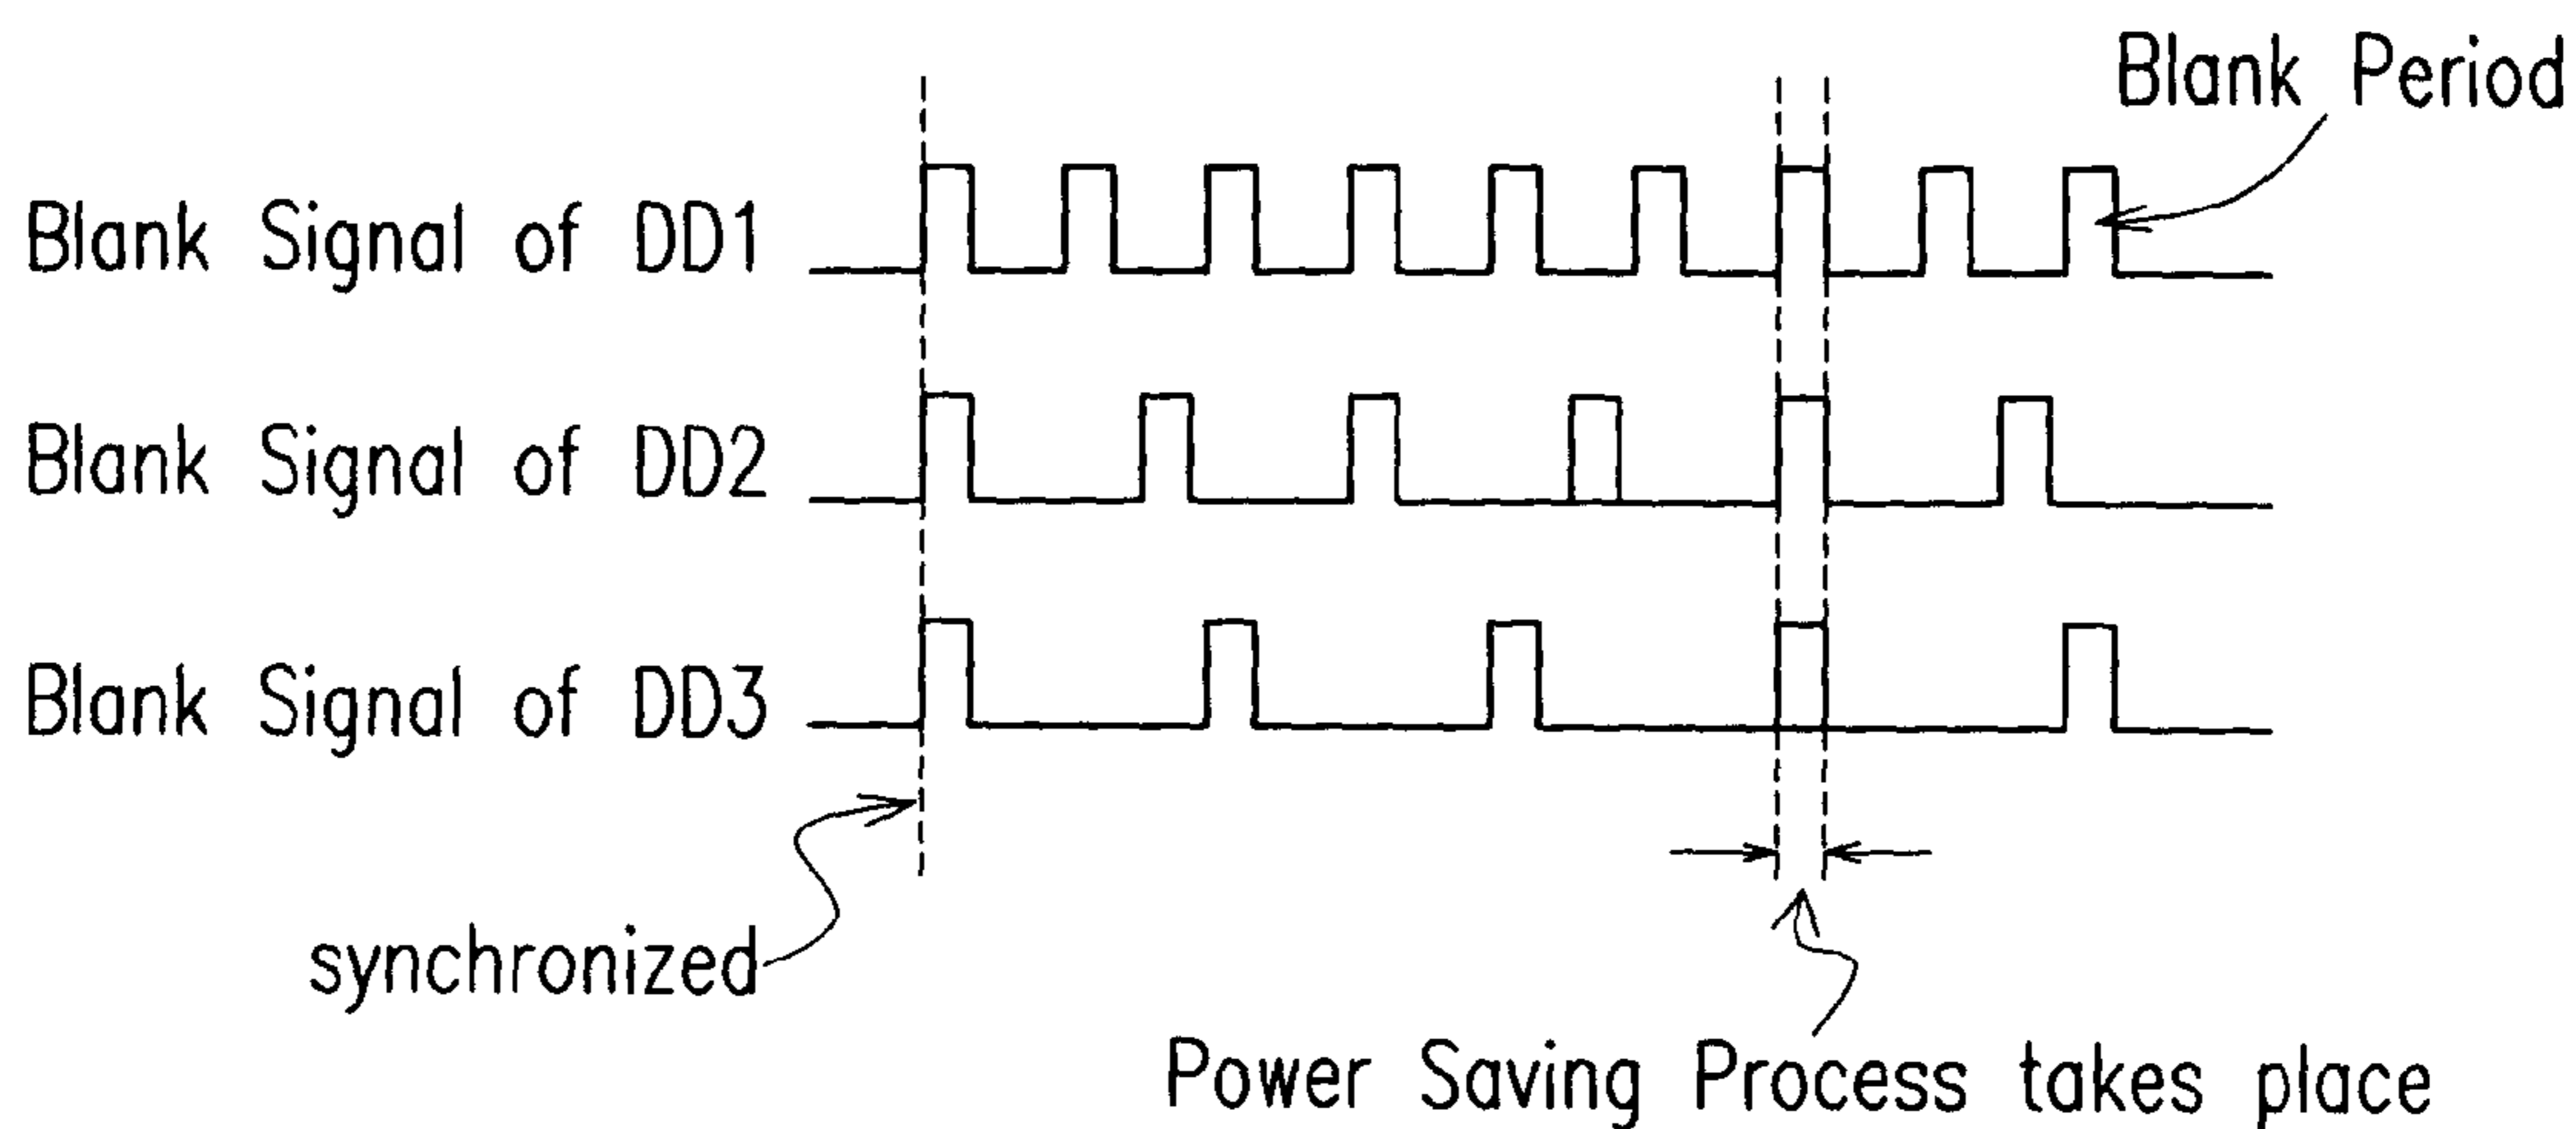 Blank Period
Blank Signal of DD1
Blank Signal of DD2
Blank Signal of DD3
synchronized
Power Saving Process takes place